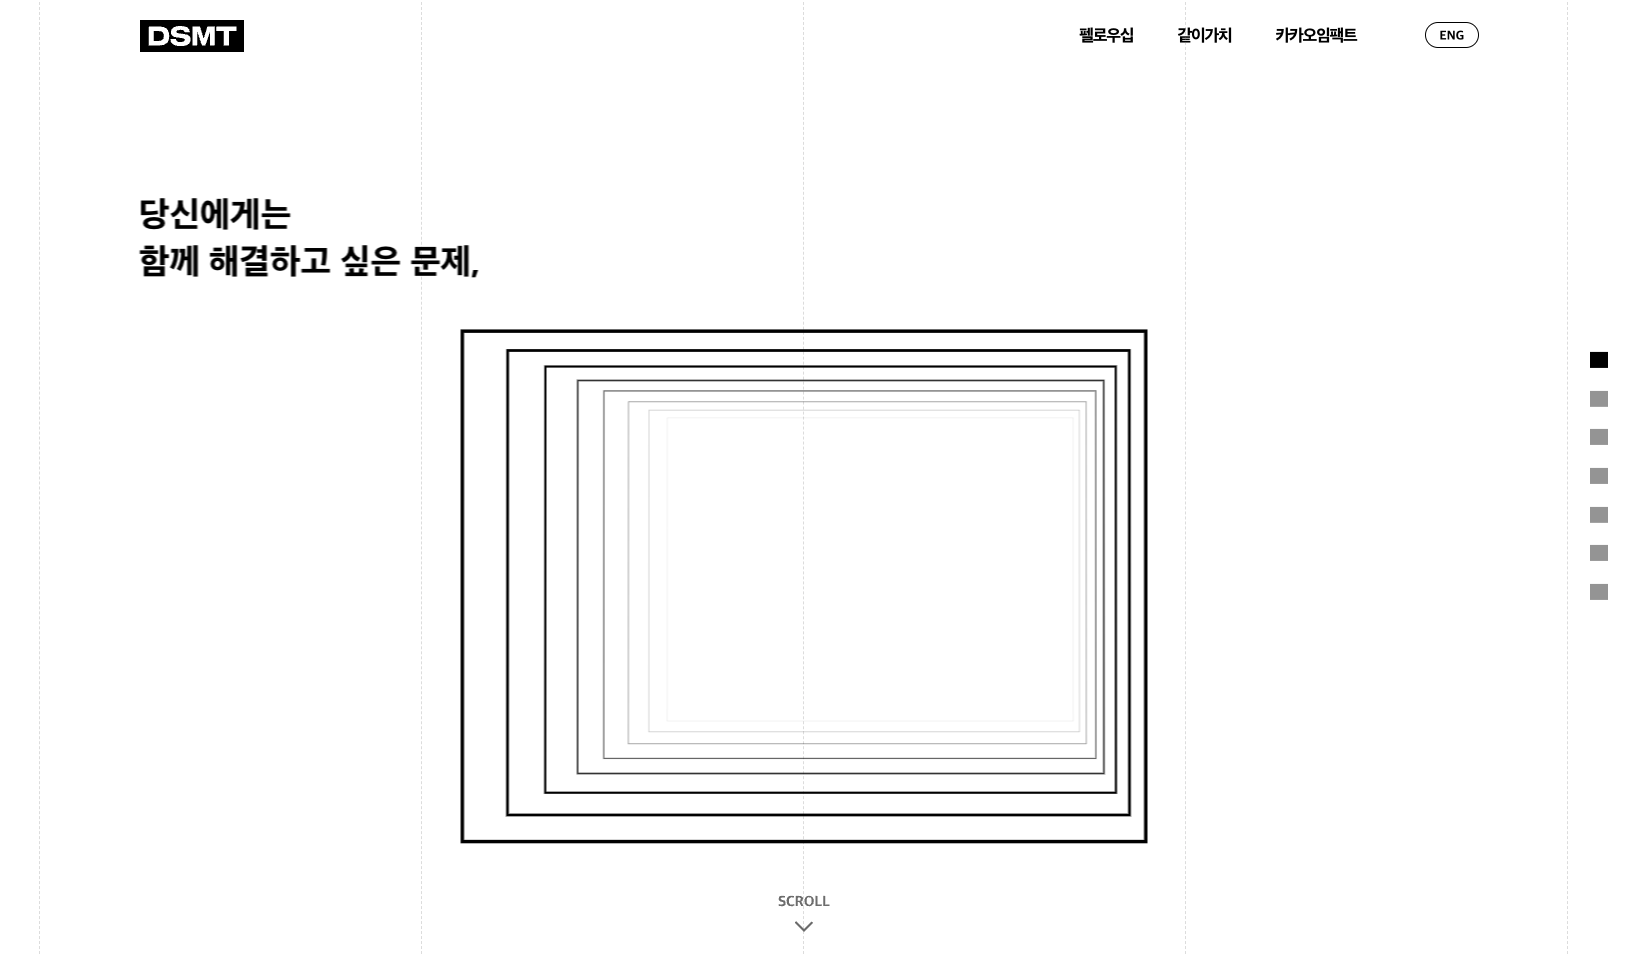 DSMT
펠로우십
같이가치
카카오임팩트
ENG
당신에게는
함께 해결하고 싶은 문제,
SCROLL